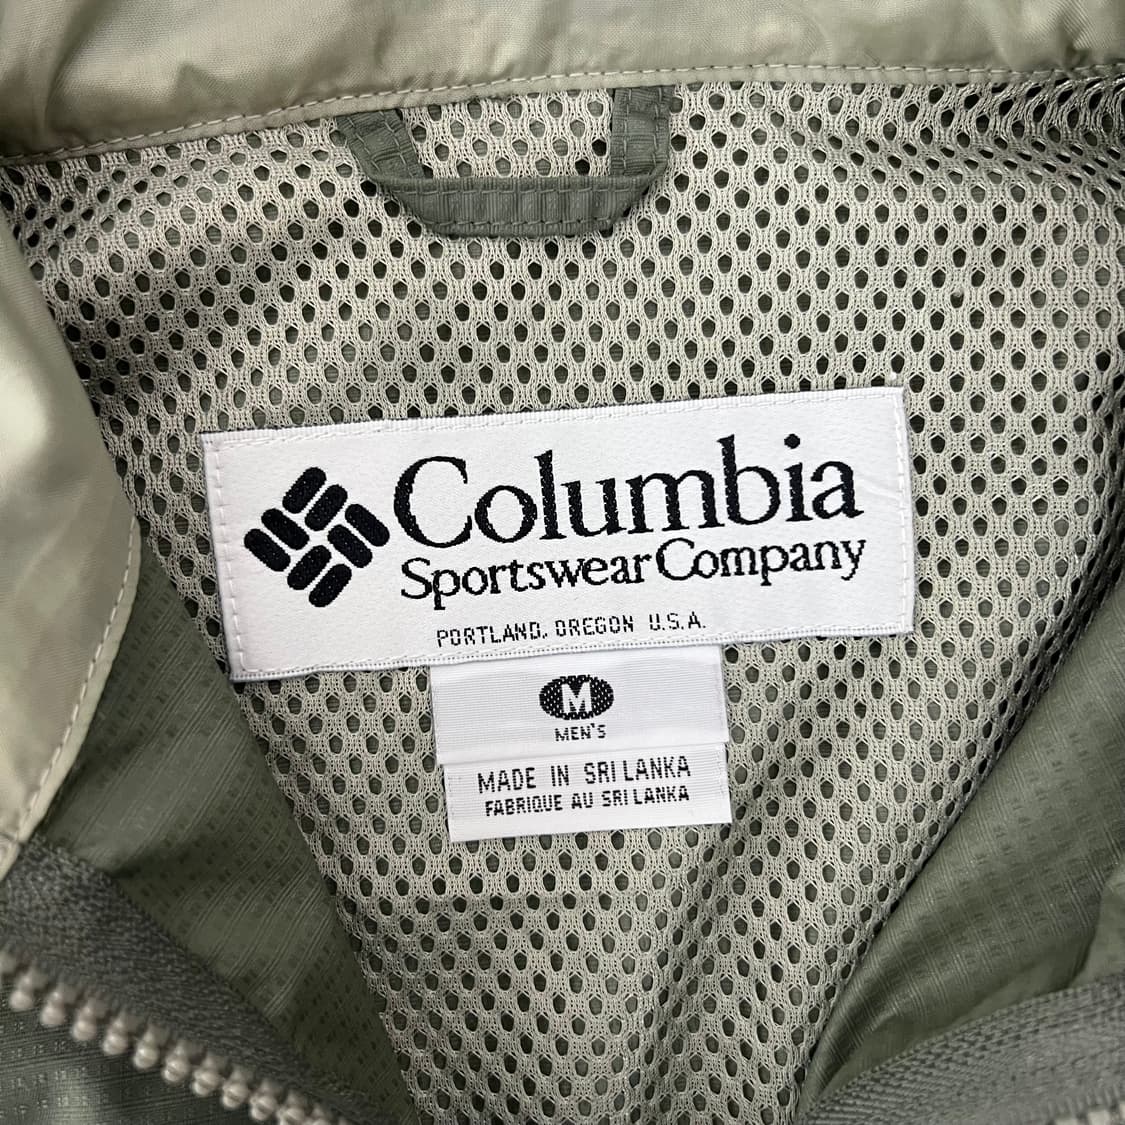 Columbia
Sportswear Company
PORTLAND, OREGON U.S.A.
M
MEN'S
MADE IN SRI LANKA
FABRIQUE AU SRI LANKA